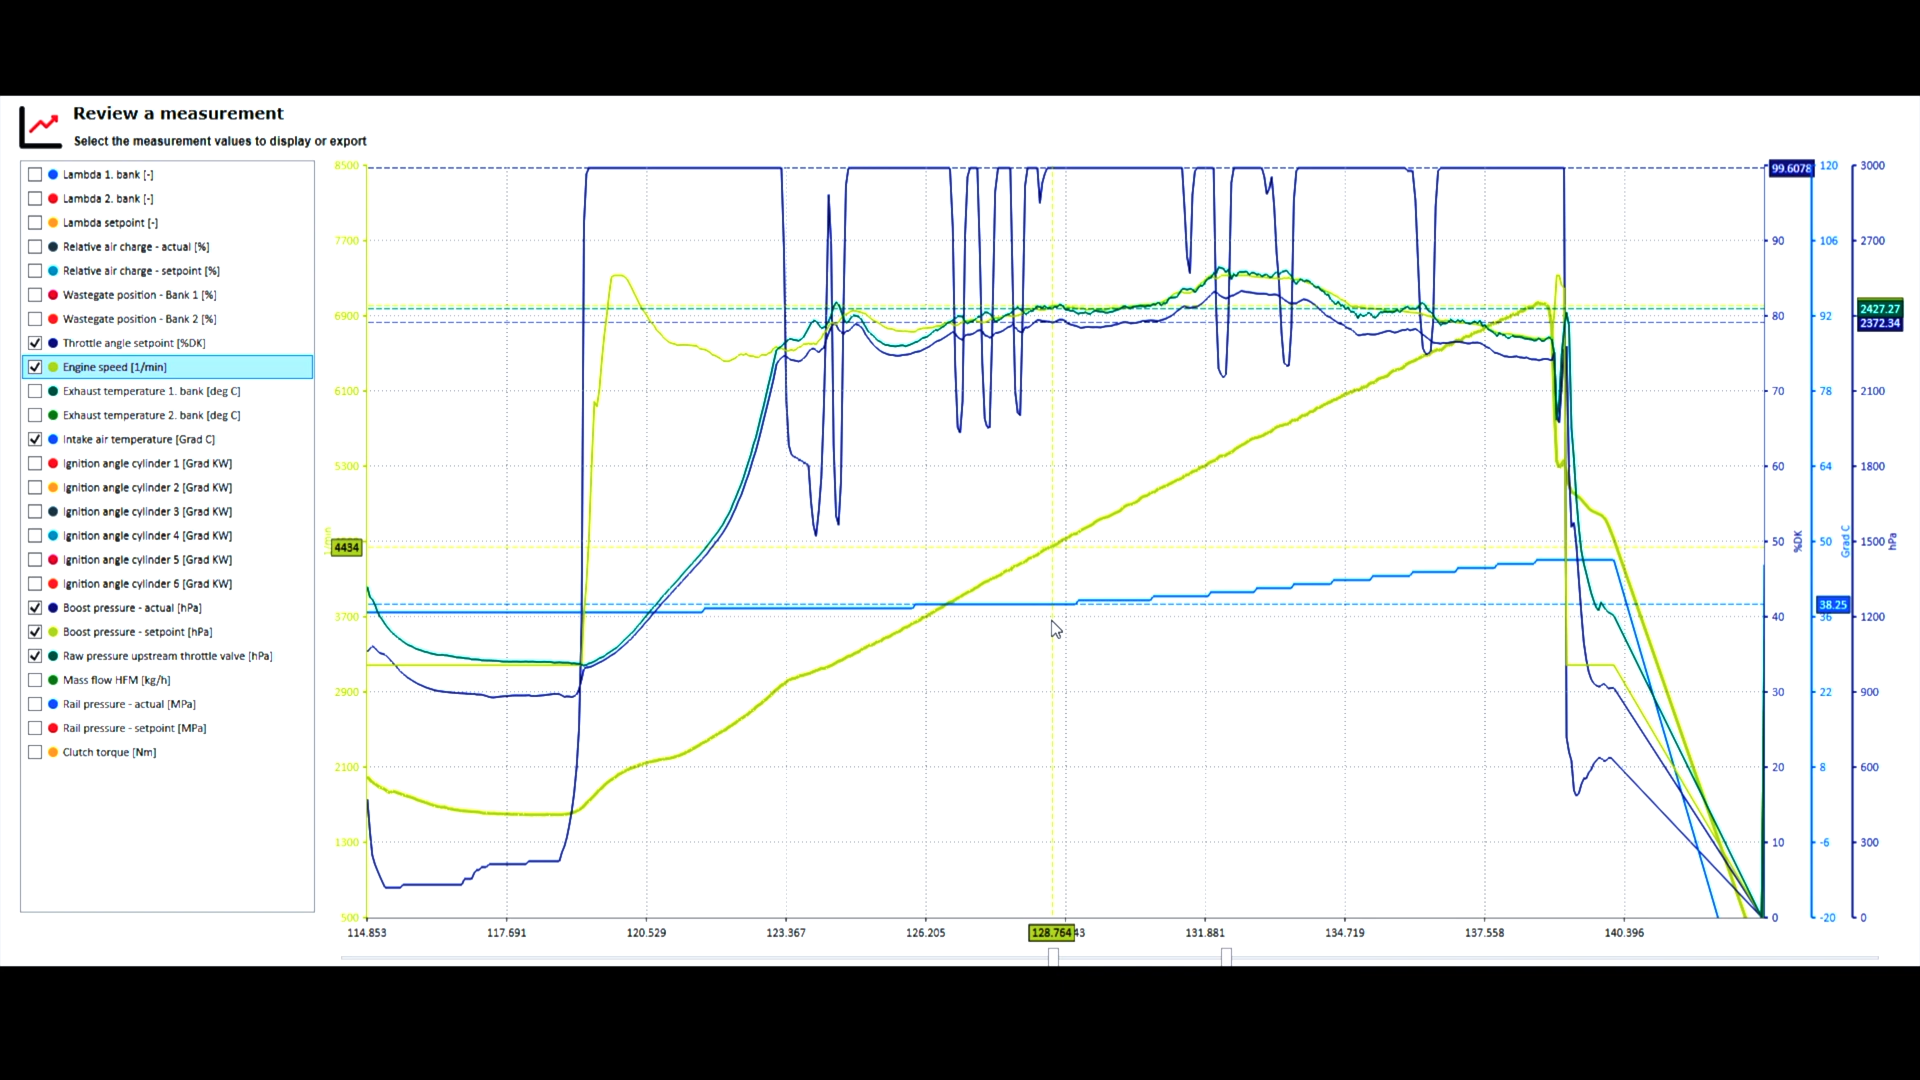 Review a measurement
Select the measurement values to display or export
Lambda 1. bank [-]
Lambda 2. bank [-]
Lambda setpoint [-]
Relative air charge - actual [%]
Relative air charge - setpoint [%]
Wastegate position - Bank 1 [%]
Wastegate position - Bank 2 [%]
Throttle angle setpoint [%DK]
Engine speed [1/min]
Exhaust temperature 1. bank [deg C]
Exhaust temperature 2. bank [deg C]
Intake air temperature [Grad C]
Ignition angle cylinder 1 [Grad KW]
Ignition angle cylinder 2 [Grad KW]
Ignition angle cylinder 3 [Grad KW]
Ignition angle cylinder 4 [Grad KW]
Ignition angle cylinder 5 [Grad KW]
Ignition angle cylinder 6 [Grad KW]
Boost pressure - actual [hPa]
Boost pressure - setpoint [hPa]
Raw pressure upstream throttle valve [hPa]
Mass flow HFM [kg/h]
Rail pressure - actual [MPa]
Rail pressure - setpoint [MPa]
Clutch torque [Nm]
8500
7700
6900
6100
5300
4434
3700
2900
2100
1300
500
114.853
117.691
120.529
123.367
126.205
128.764
43
131.881
134.719
137.558
140.396
99.6078
90
80
70
60
50
40
30
20
10
0
%DK
120
106
92
78
64
50
38.25
36
22
8
-6
-20
Grad C
3000
2700
2427.27
2372.34
2100
1800
1500
1200
900
600
300
0
hPa